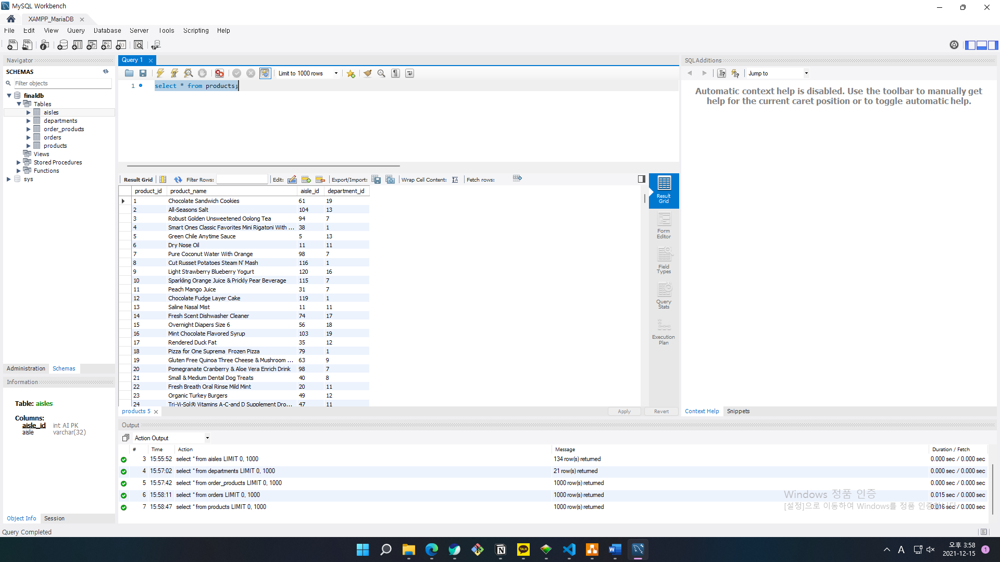 MySQL Workbench
XAMPP_MariaDB
File Edit View Query Database Server Tools Scripting Help
Navigator
SCHEMAS
Filter objects
finaldb
Tables
aisles
departments
order_products
orders
products
Views
Stored Procedures
Functions
sys
Administration Schemas
Information
Table: aisles
Columns:
aisle_id int AI PK
aisle varchar(32)
Object Info Session
Query 1
Limit to 1000 rows
1 select * from products;
Result Grid Filter Rows: Edit: Export/Import: Wrap Cell Content: Fetch rows:
product_id product_name aisle_id department_id
1 Chocolate Sandwich Cookies 61 19
2 All-Seasons Salt 104 13
3 Robust Golden Unsweetened Oolong Tea 94 7
4 Smart Ones Classic Favorites Mini Rigatoni With ... 38 1
5 Green Chile Anytime Sauce 5 13
6 Dry Nose Oil 11 11
7 Pure Coconut Water With Orange 98 7
8 Cut Russet Potatoes Steam N' Mash 116 1
9 Light Strawberry Blueberry Yogurt 120 16
10 Sparkling Orange Juice & Prickly Pear Beverage 115 7
11 Peach Mango Juice 31 7
12 Chocolate Fudge Layer Cake 119 1
13 Saline Nasal Mist 11 11
14 Fresh Scent Dishwasher Cleaner 74 17
15 Overnight Diapers Size 6 56 18
16 Mint Chocolate Flavored Syrup 103 19
17 Rendered Duck Fat 35 12
18 Pizza for One Suprema  Frozen Pizza 79 1
19 Gluten Free Quinoa Three Cheese & Mushroom ... 63 9
20 Pomegranate Cranberry & Aloe Vera Enrich Drink 98 7
21 Small & Medium Dental Dog Treats 40 8
22 Fresh Breath Oral Rinse Mild Mint 20 11
23 Organic Turkey Burgers 49 12
24 Tri-Vi-Sol® Vitamins A-C-and D Supplement Dro... 47 11
Result Grid
Form Editor
Field Types
Query Stats
Execution Plan
products 5 Apply Revert
SQLAdditions
Jump to
Automatic context help is disabled. Use the toolbar to manually get
help for the current caret position or to toggle automatic help.
Context Help Snippets
Output
Action Output
# Time Action Message Duration / Fetch
3 15:55:52 select * from aisles LIMIT 0, 1000 134 row(s) returned 0.000 sec / 0.000 sec
4 15:57:02 select * from departments LIMIT 0, 1000 21 row(s) returned 0.000 sec / 0.000 sec
5 15:57:42 select * from order_products LIMIT 0, 1000 1000 row(s) returned 0.000 sec / 0.000 sec
6 15:58:11 select * from orders LIMIT 0, 1000 1000 row(s) returned 0.015 sec / 0.000 sec
7 15:58:47 select * from products LIMIT 0, 1000 1000 row(s) returned 0.016 sec / 0.000 sec
Windows 정품 인증
[설정]으로 이동하여 Windows를 정품 인증
Query Completed
TALK
A
오후 3:58
2021-12-15
1